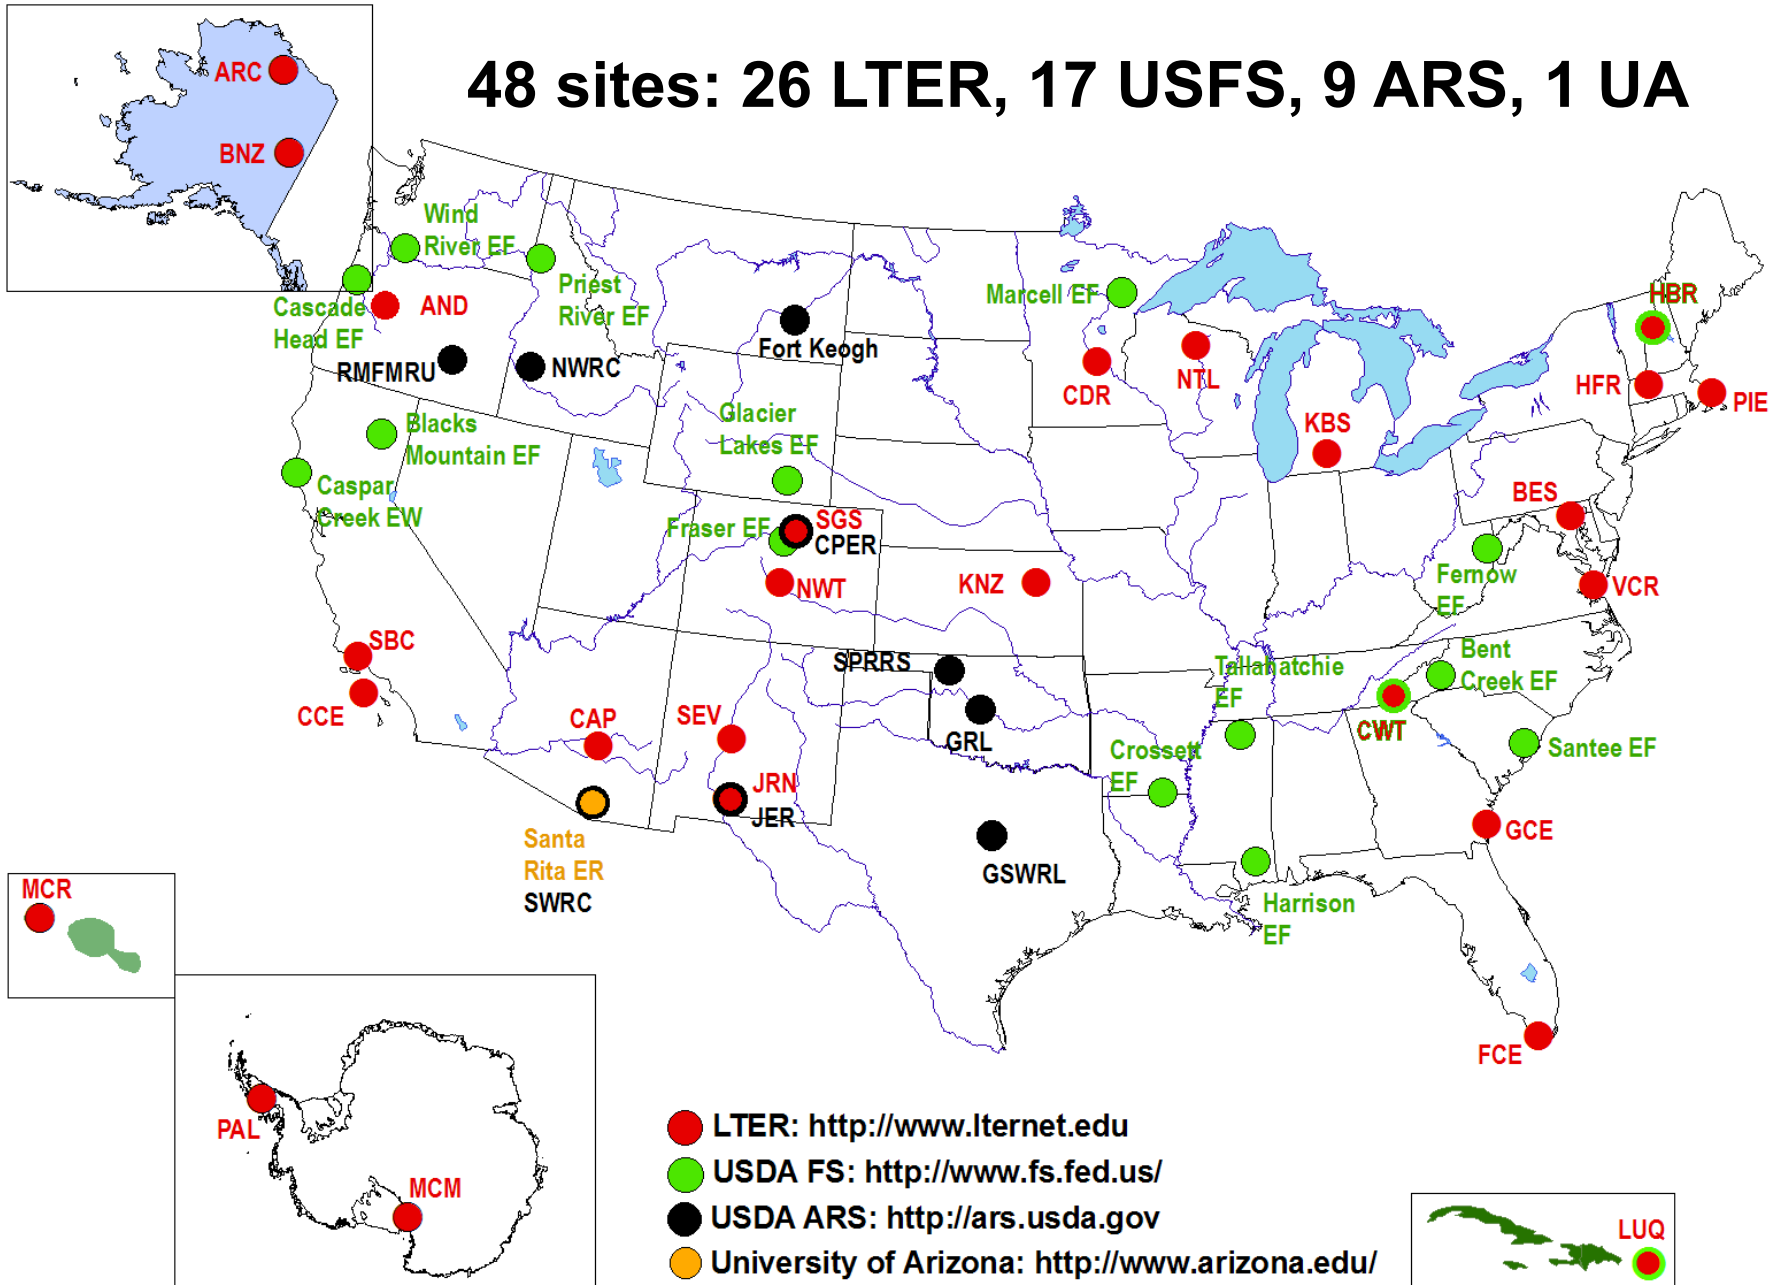 48 sites: 26 LTER, 17 USFS, 9 ARS, 1 UA
ARC
BNZ
Wind
River EF
Priest
River EF
Cascade
Head EF
AND
RMFMRU
NWRC
Fort Keogh
Marcell EF
CDR
NTL
KBS
HBR
HFR
PIE
Blacks
Mountain EF
Caspar
Creek EW
Glacier
Lakes EF
Fraser EF
SGS
CPER
NWT
KNZ
BES
Fernow
EF
VCR
SBC
CCE
CAP
SEV
SPRRS
GRL
Tallahatchie
EF
Bent
Creek EF
CWT
Santee EF
Crossett
EF
JRN
JER
Santa
Rita ER
SWRC
GSWRL
GCE
Harrison
EF
FCE
MCR
PAL
MCM
LTER: http://www.lternet.edu
USDA FS: http://www.fs.fed.us/
USDA ARS: http://ars.usda.gov
University of Arizona: http://www.arizona.edu/
LUQ